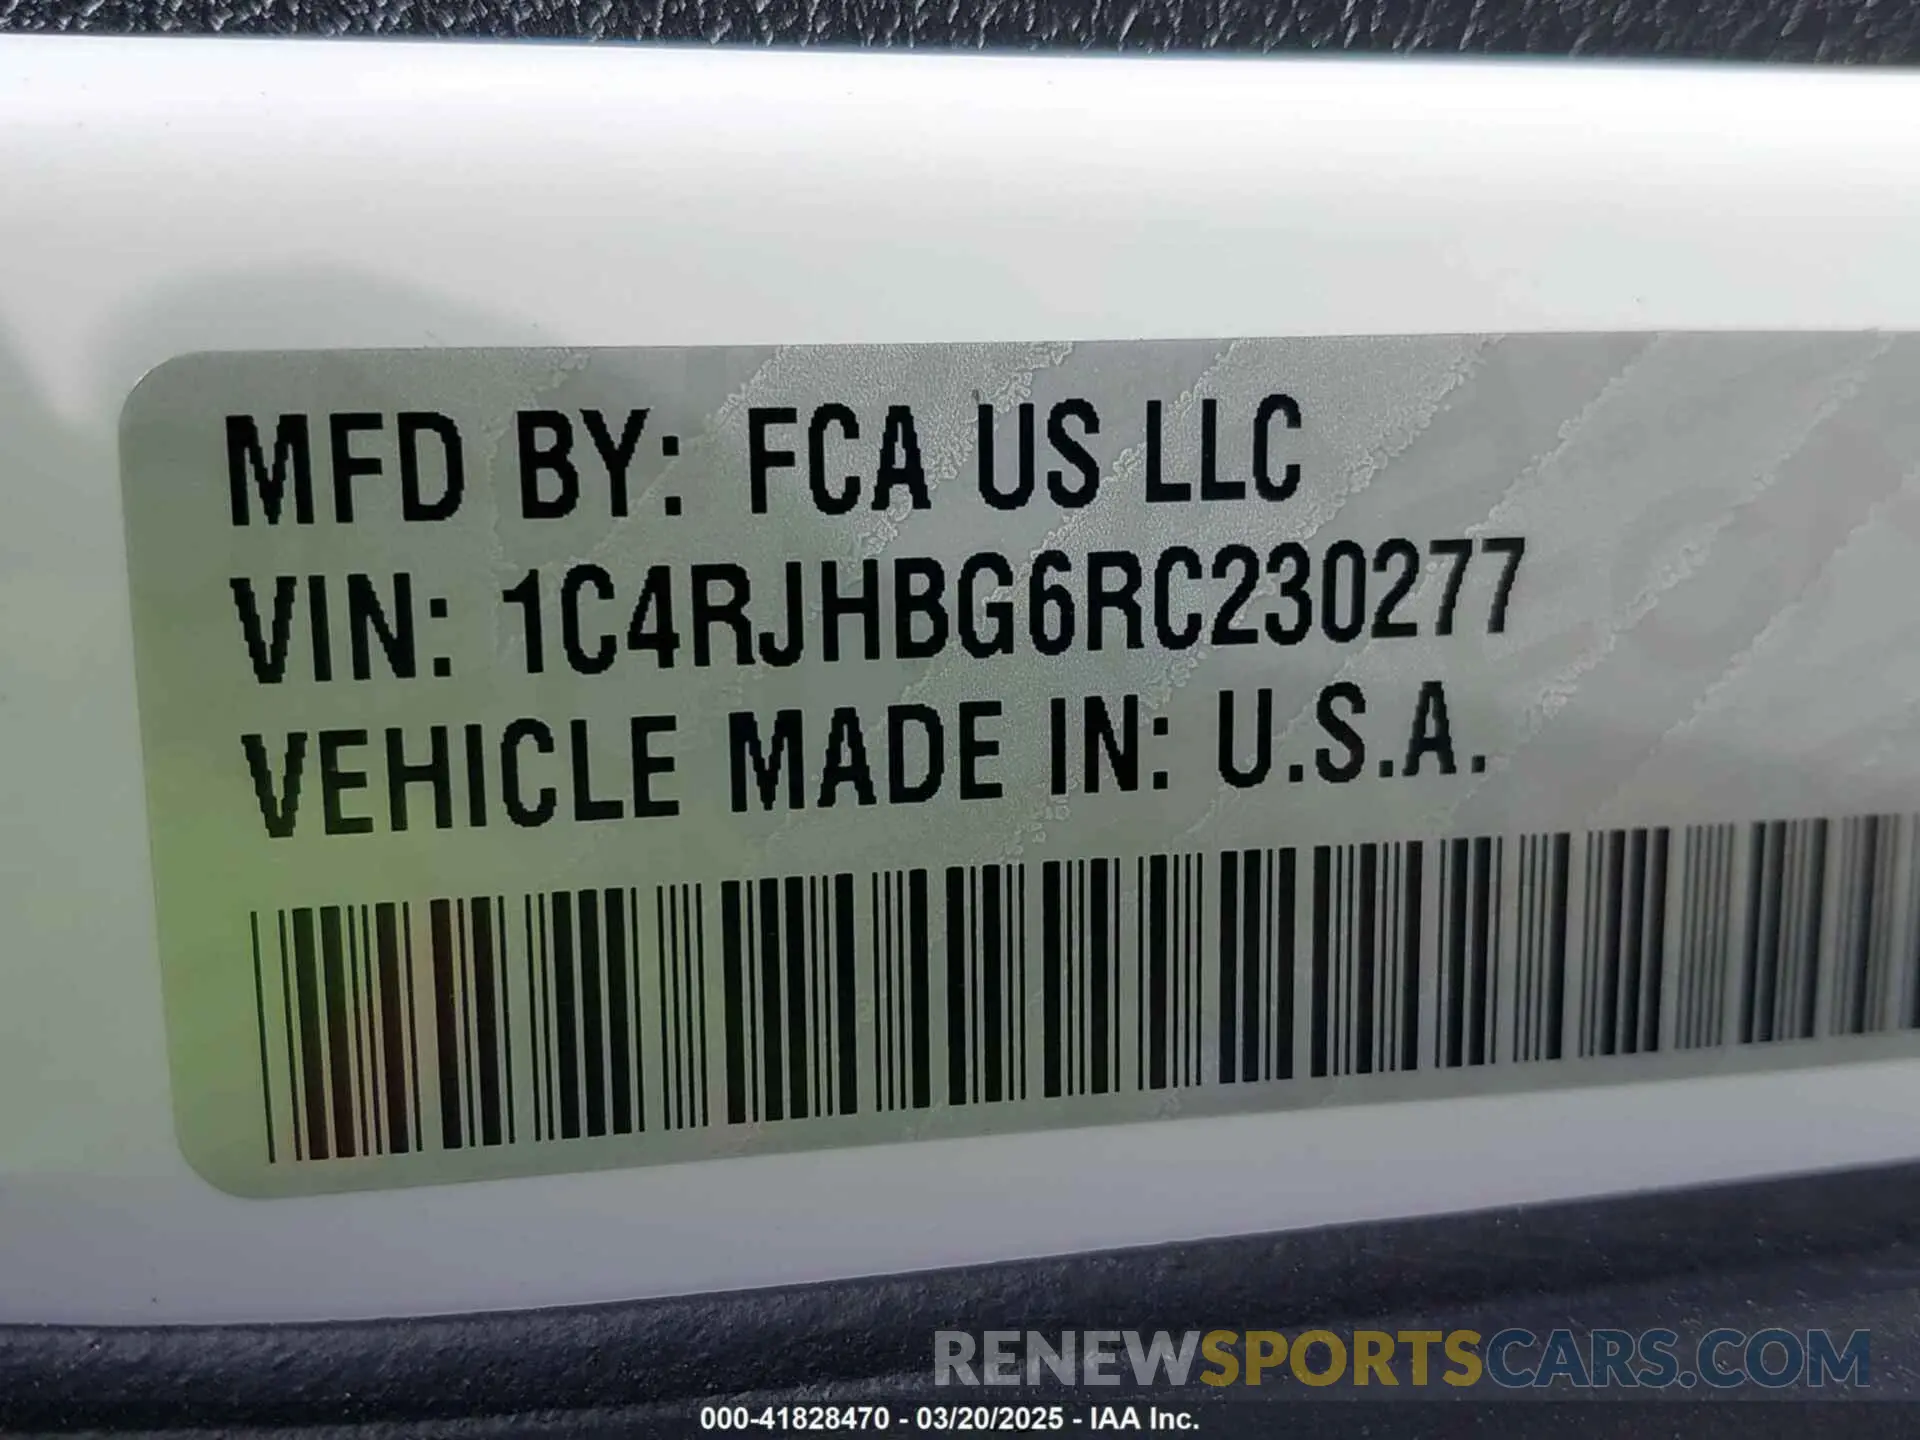 MFD BY: FCA US LLC
VIN: 1C4RJHBG6RC230277
VEHICLE MADE IN: U.S.A.
RENEWSPORTSCARS.COM
000-41828470 - 03/20/2025 - IAA Inc.